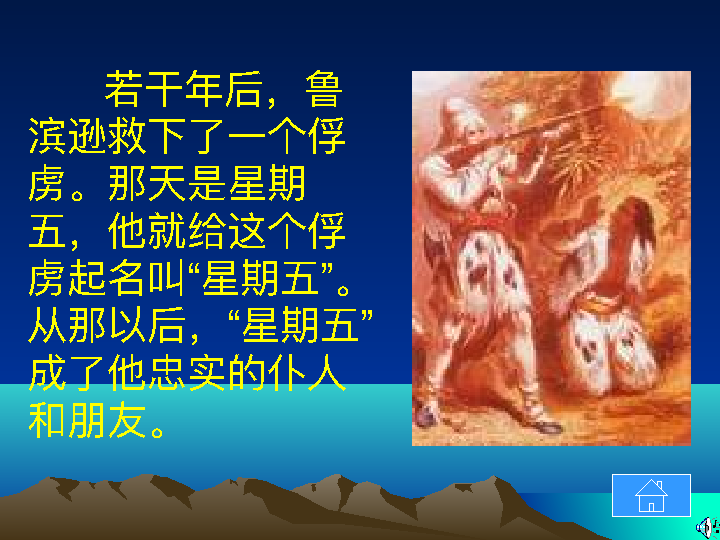 若干年后，鲁
滨逊救下了一个俘
虏。那天是星期
五，他就给这个俘
虏起名叫“星期五”。
从那以后，“星期五”
成了他忠实的仆人
和朋友。